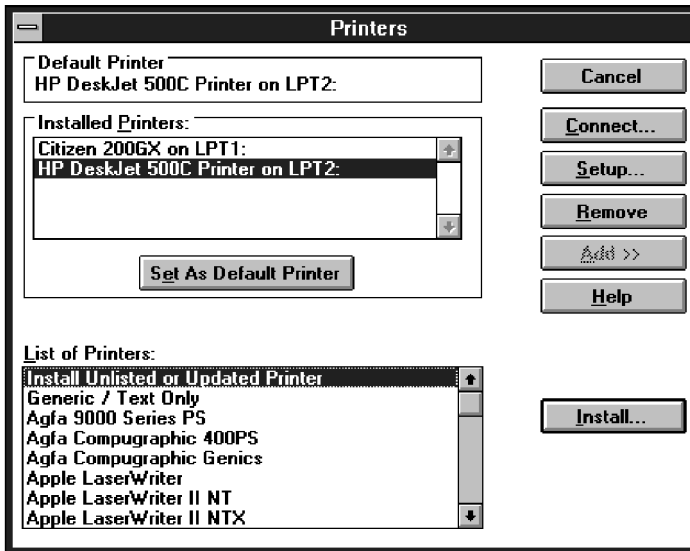 Printers
Default Printer
HP DeskJet 500C Printer on LPT2:
Installed Printers:
Citizen 200GX on LPT1:
HP DeskJet 500C Printer on LPT2:
Set As Default Printer
Cancel
Connect...
Setup...
Remove
Add >>
Help
List of Printers:
Install Unlisted or Updated Printer
Generic / Text Only
Agfa 9000 Series PS
Agfa Compugraphic 400PS
Agfa Compugraphic Genics
Apple LaserWriter
Apple LaserWriter II NT
Apple LaserWriter II NTX
Install...